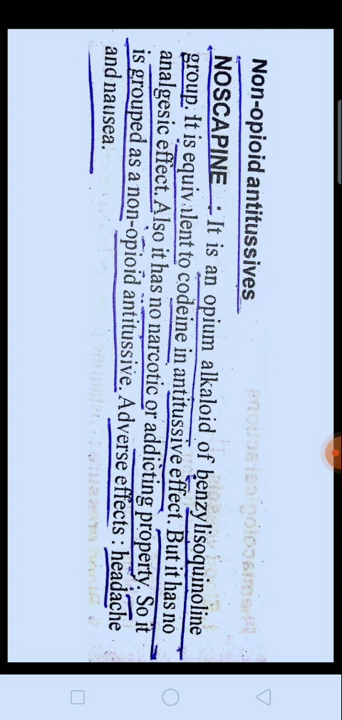 Non-opioid antitussives
NOSCAPINE : It is an opium alkaloid of benzylisoquinoline
group. It is equivalent to codeine in antitussive effect. But it has no
analgesic effect. Also it has no narcotic or addicting property. So it
is grouped as a non-opioid antitussive. Adverse effects : headache
and nausea.